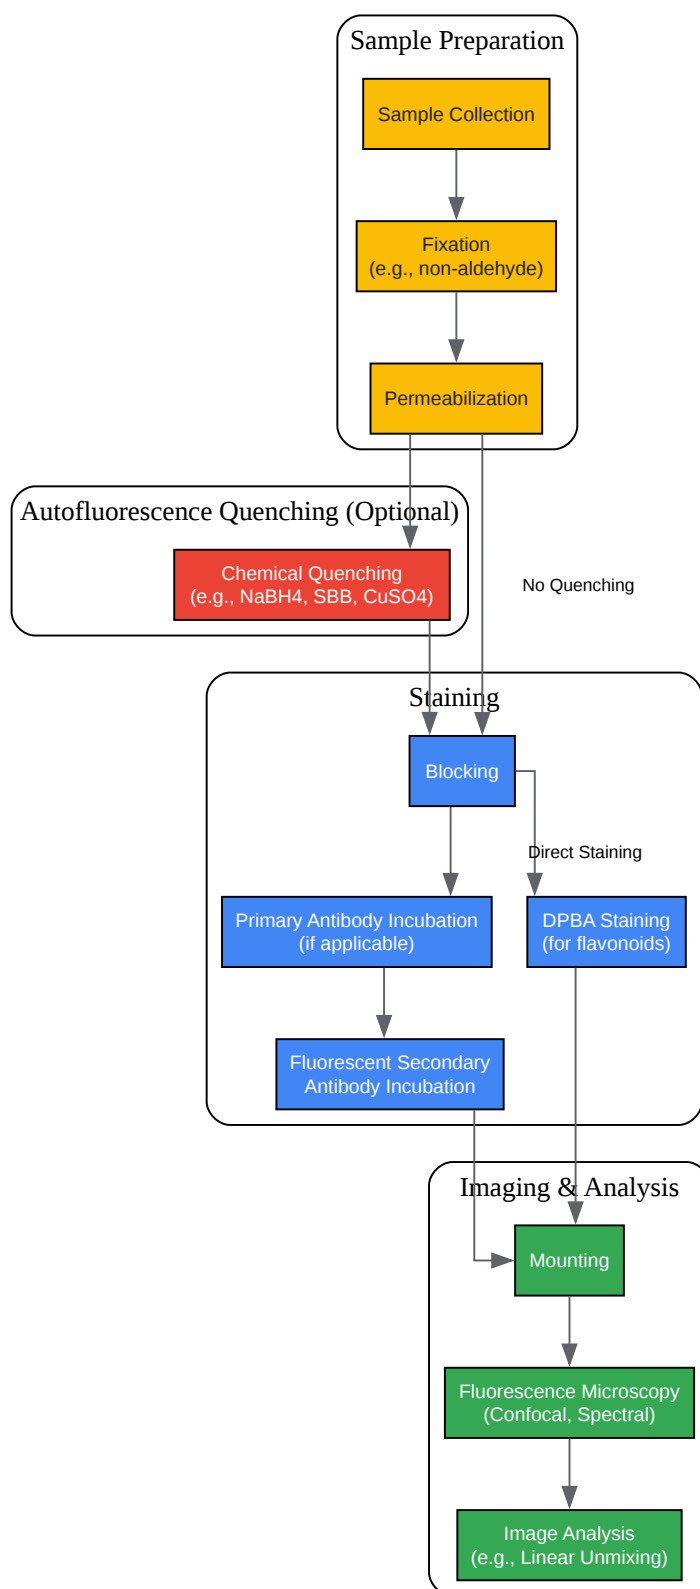 Sample Preparation
Sample Collection
Fixation
(e.g., non-aldehyde)
Permeabilization
Autofluorescence Quenching (Optional)
Chemical Quenching
(e.g., NaBH4, SBB, CuSO4)
No Quenching
Staining
Blocking
Direct Staining
Primary Antibody Incubation
(if applicable)
DPBA Staining
(for flavonoids)
Fluorescent Secondary
Antibody Incubation
Imaging & Analysis
Mounting
Fluorescence Microscopy
(Confocal, Spectral)
Image Analysis
(e.g., Linear Unmixing)